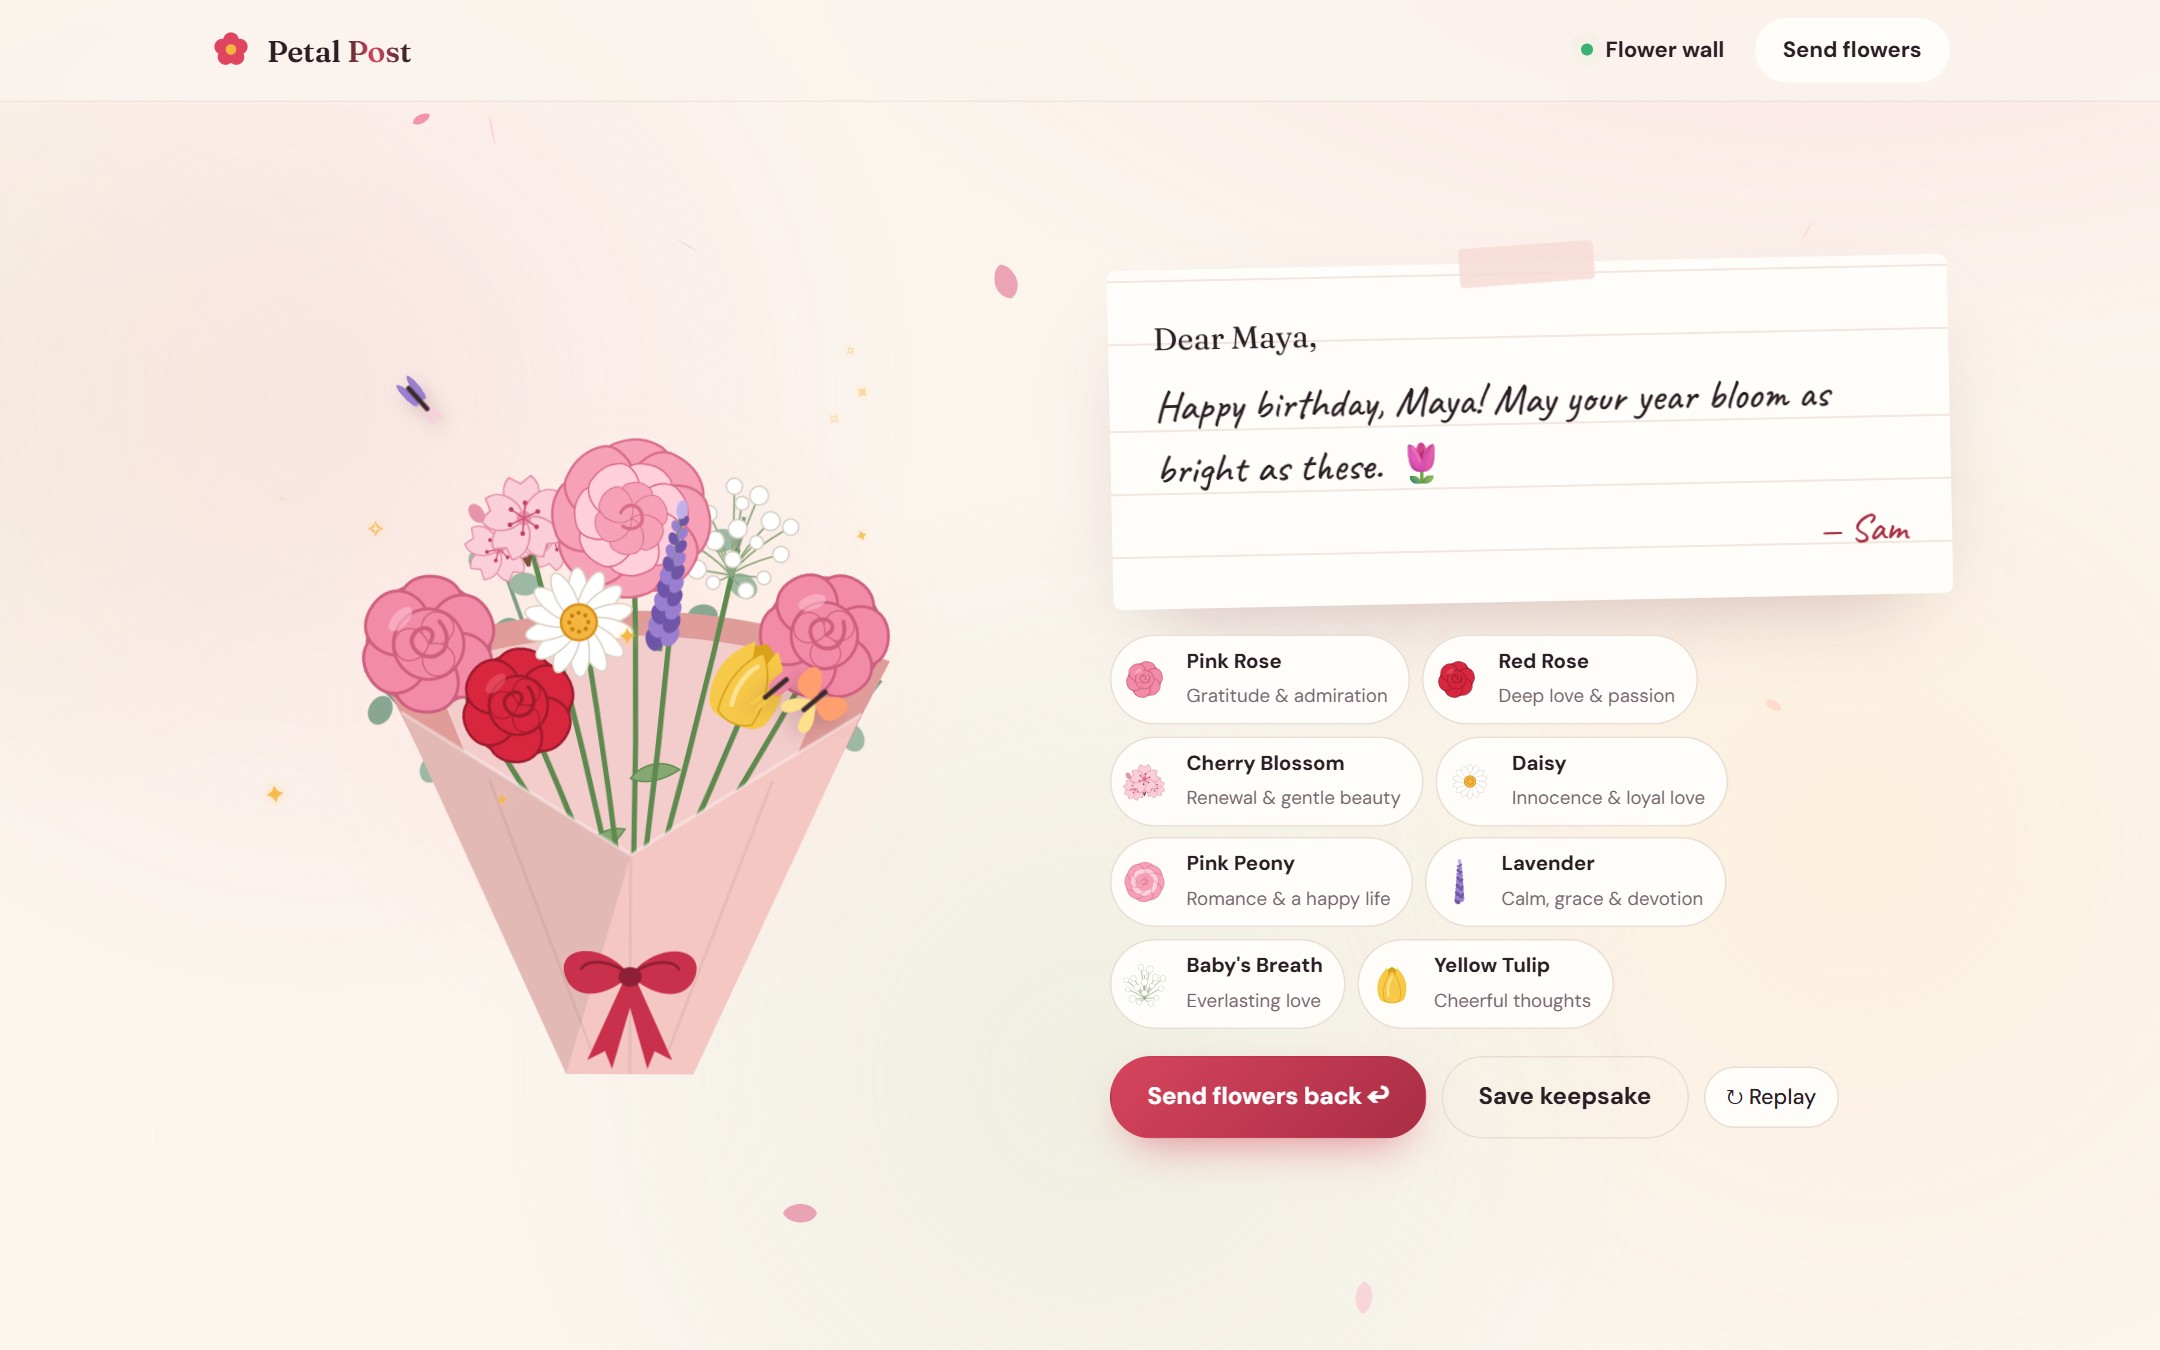 Petal Post
Flower wall
Send flowers
Dear Maya,
Happy birthday, Maya! May your year bloom as
bright as these. 🌷
— Sam
Pink Rose
Gratitude & admiration
Red Rose
Deep love & passion
Cherry Blossom
Renewal & gentle beauty
Daisy
Innocence & loyal love
Pink Peony
Romance & a happy life
Lavender
Calm, grace & devotion
Baby's Breath
Everlasting love
Yellow Tulip
Cheerful thoughts
Send flowers back ↩
Save keepsake
↻ Replay